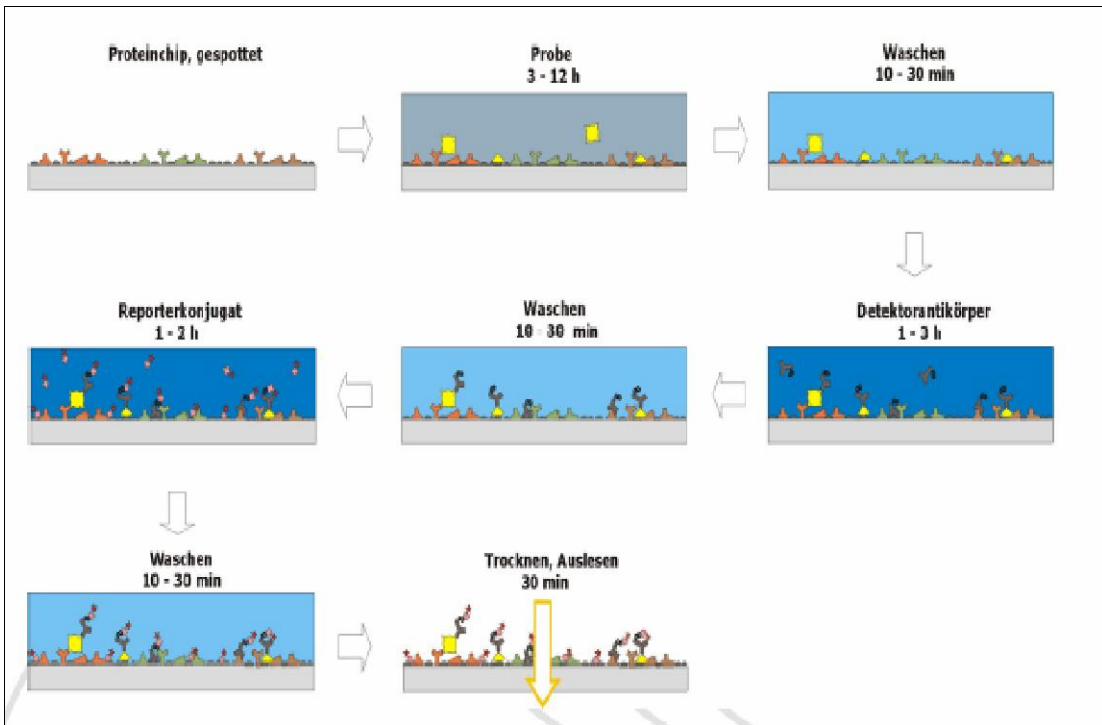 Proteinchip, gespottet
Probe
3 - 12 h
Waschen
10 - 30 min
Detektorantikörper
1 - 3 h
Waschen
10 - 30 min
Reporterkonjugat
1 - 2 h
Waschen
10 - 30 min
Trocknen, Auslesen
30 min